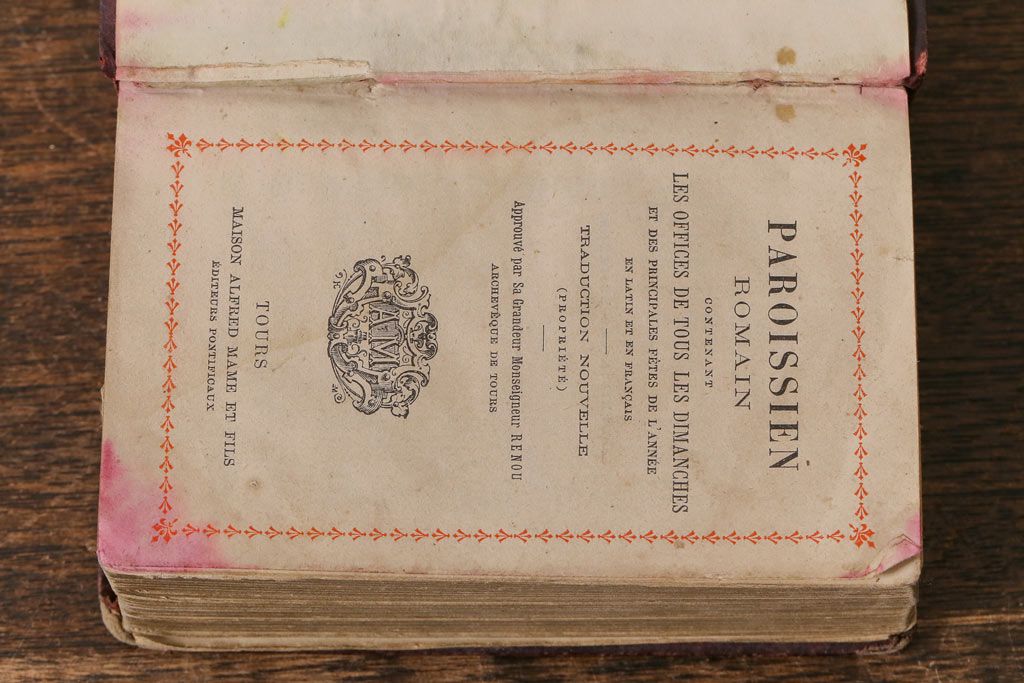 PAROISSIEN
ROMAIN
CONTENANT
LES OFFICES DE TOUS LES DIMANCHES
ET DES PRINCIPALES FÊTES DE L'ANNÉE
EN LATIN ET EN FRANÇAIS
TRADUCTION NOUVELLE
(PROPRIÉTÉ)
Approuvé par Sa Grandeur Monseigneur RENOU
ARCHEVÊQUE DE TOURS
AM
TOURS
MAISON ALFRED MAME ET FILS
ÉDITEURS PONTIFICAUX